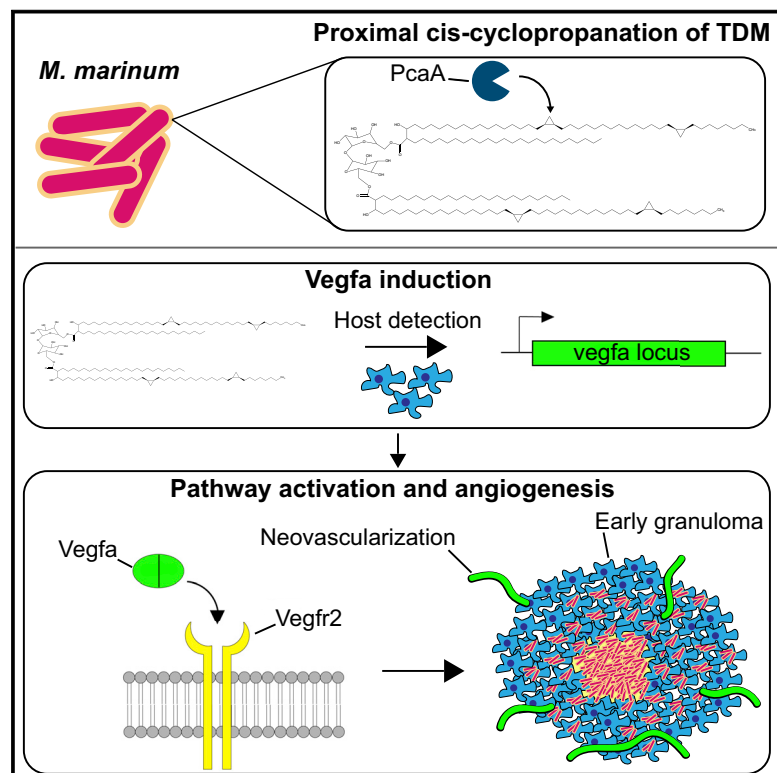 Proximal cis-cyclopropanation of TDM
M. marinum
PcaA
Vegfa induction
Host detection
vegfa locus
Pathway activation and angiogenesis
Vegfa
Neovascularization
Early granuloma
Vegfr2